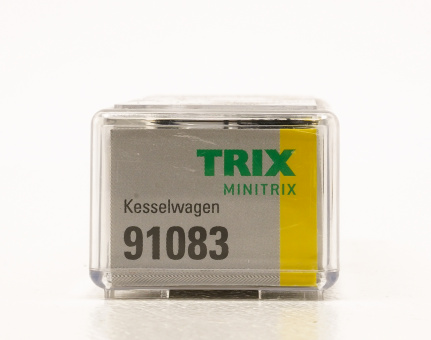 TRIX
MINITRIX
Kesselwagen
91083